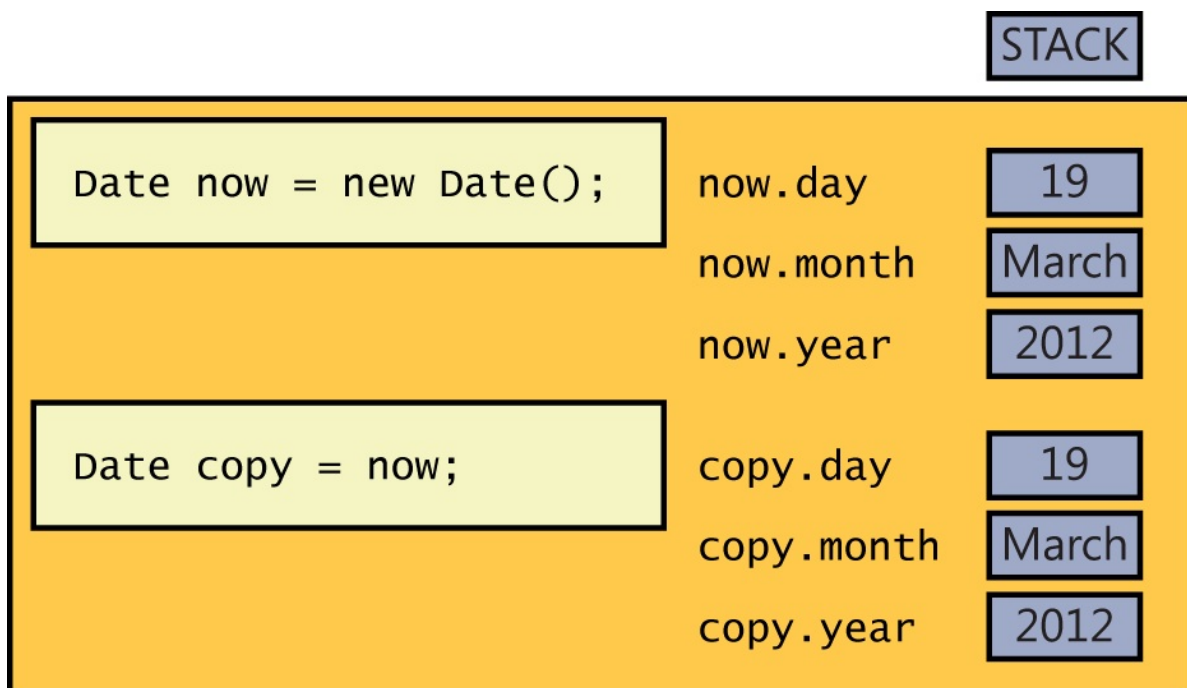 STACK
Date now = new Date(); now.day 19
now.month March
now.year 2012
Date copy = now; copy.day 19
copy.month March
copy.year 2012